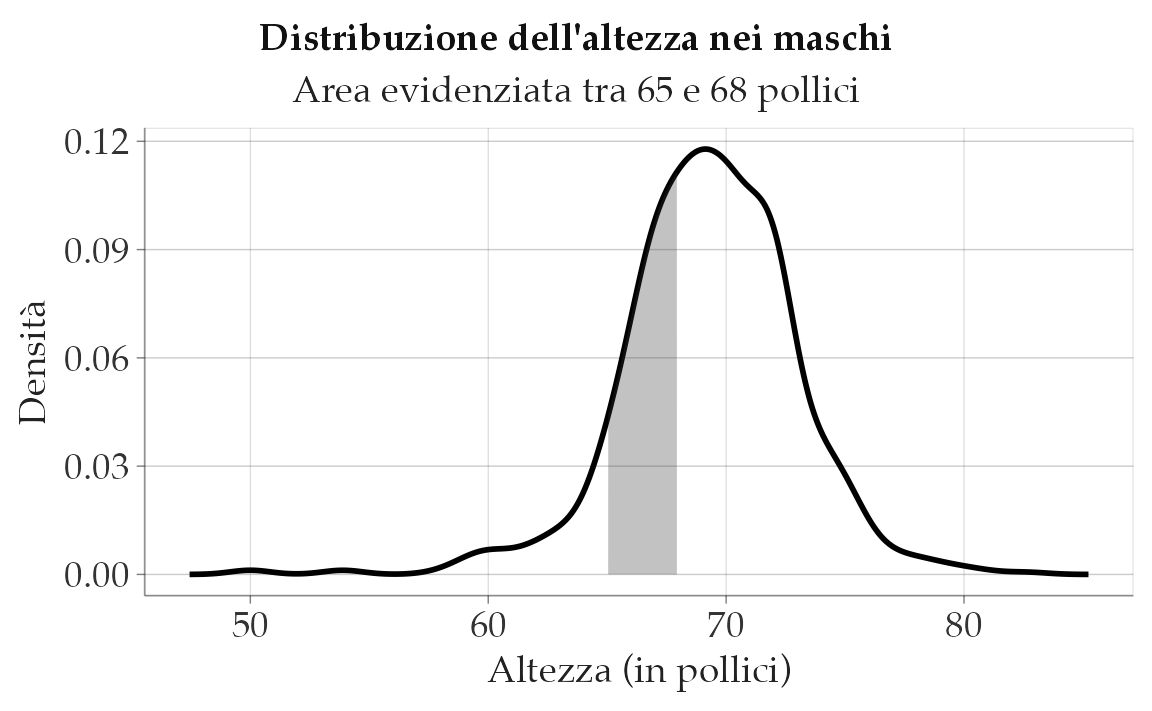 Distribuzione dell'altezza nei maschi
Area evidenziata tra 65 e 68 pollici
0.12
0.09
0.06
0.03
0.00
Densità
50 60 70 80
Altezza (in pollici)